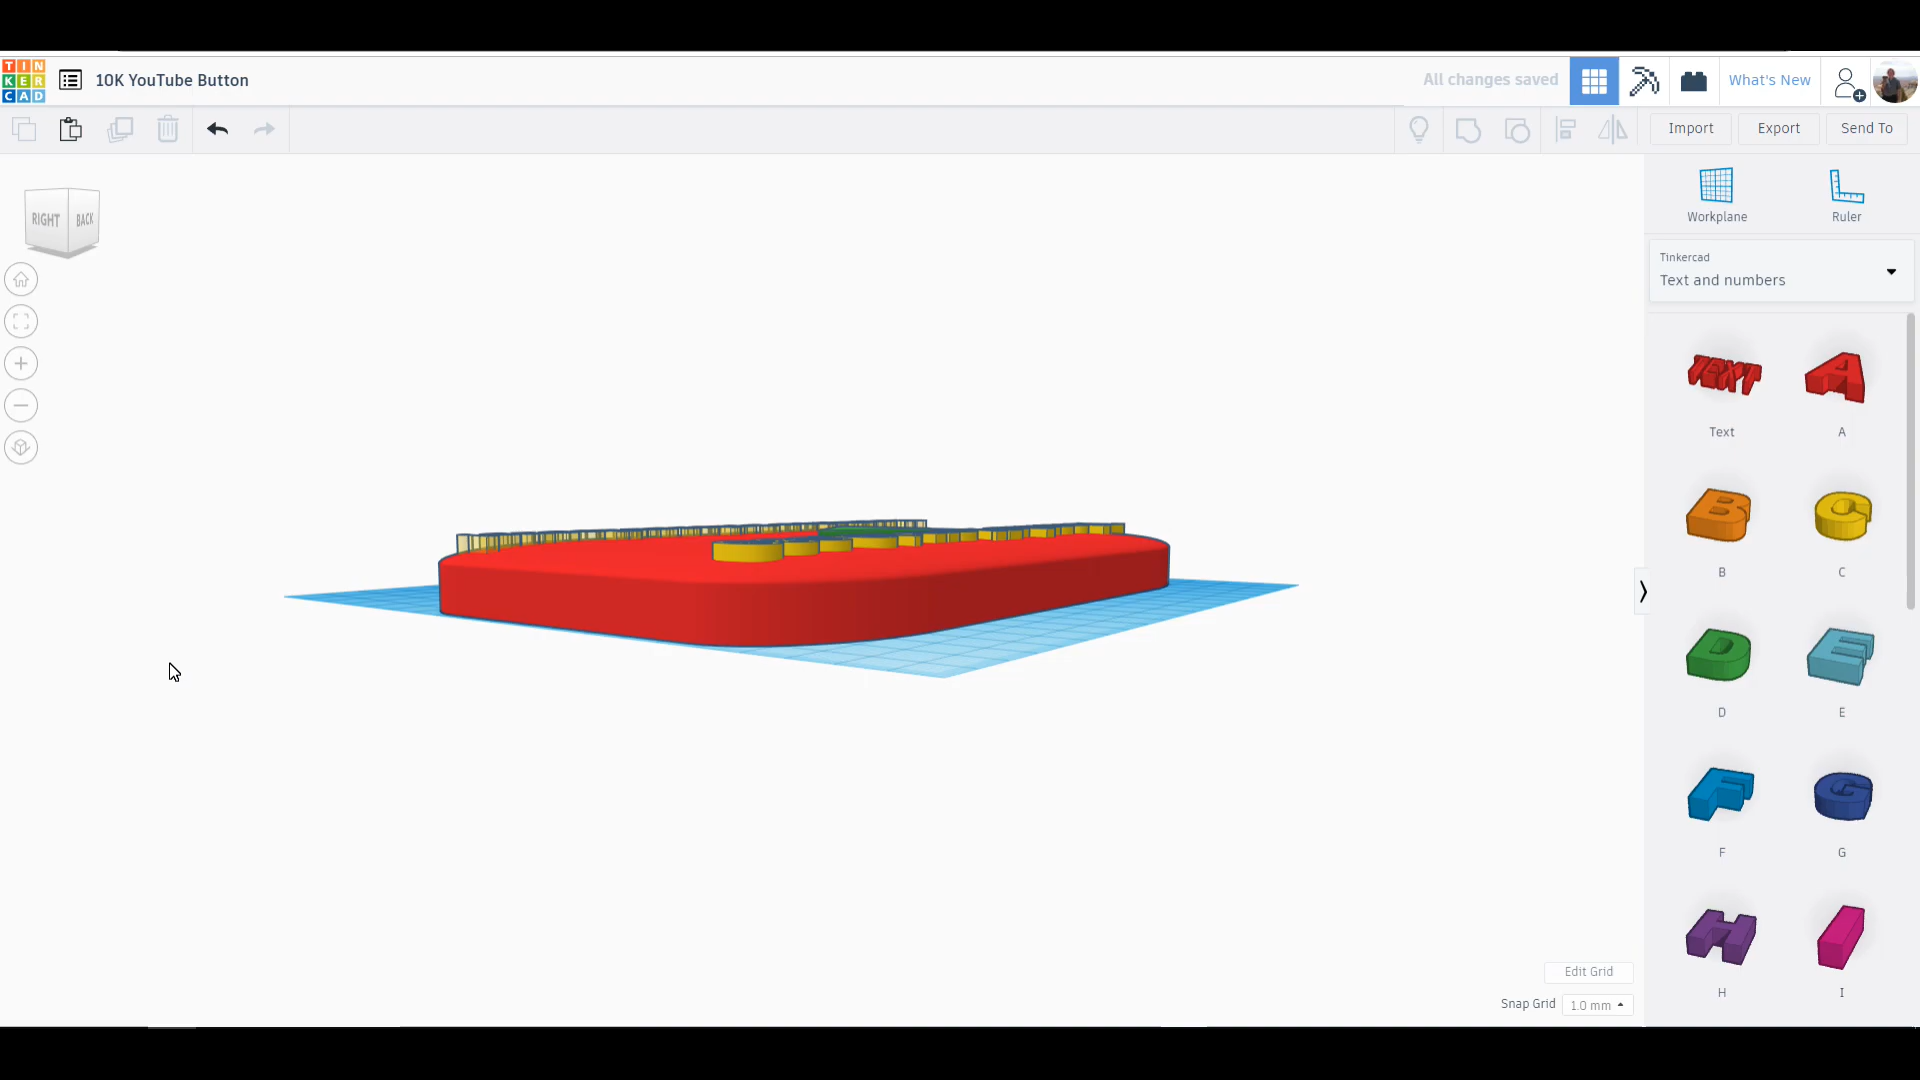 TIN
KER
CAD
10K YouTube Button
All changes saved
What's New
Import
Export
Send To
RIGHT
BACK
Workplane
Ruler
Tinkercad
Text and numbers
TEXT
A
Text
A
B
C
B
C
D
E
D
E
F
G
F
G
H
I
H
I
Edit Grid
Snap Grid
1.0 mm